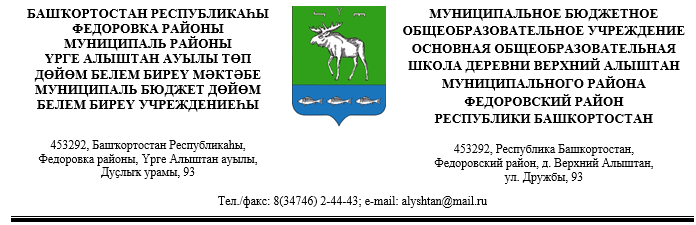 БАШҠОРТОСТАН РЕСПУБЛИКАҺЫ
ФЕДОРОВКА РАЙОНЫ
МУНИЦИПАЛЬ РАЙОНЫ
ҮРГЕ АЛЫШТАН АУЫЛЫ ТӨП
ДӨЙӨМ БЕЛЕМ БИРЕҮ МӘКТӘБЕ
МУНИЦИПАЛЬ БЮДЖЕТ ДӨЙӨМ
БЕЛЕМ БИРЕҮ УЧРЕЖДЕНИЕҺЫ
453292, Башҡортостан Республикаһы,
Федоровка районы, Үрге Алыштан ауылы,
Дуҫлыҡ урамы, 93
МУНИЦИПАЛЬНОЕ БЮДЖЕТНОЕ
ОБЩЕОБРАЗОВАТЕЛЬНОЕ УЧРЕЖДЕНИЕ
ОСНОВНАЯ ОБЩЕОБРАЗОВАТЕЛЬНАЯ
ШКОЛА ДЕРЕВНИ ВЕРХНИЙ АЛЫШТАН
МУНИЦИПАЛЬНОГО РАЙОНА
ФЕДОРОВСКИЙ РАЙОН
РЕСПУБЛИКИ БАШКОРТОСТАН
453292, Республика Башкортостан,
Федоровский район, д. Верхний Алыштан,
ул. Дружбы, 93
Тел./факс: 8(34746) 2-44-43; e-mail: alyshtan@mail.ru